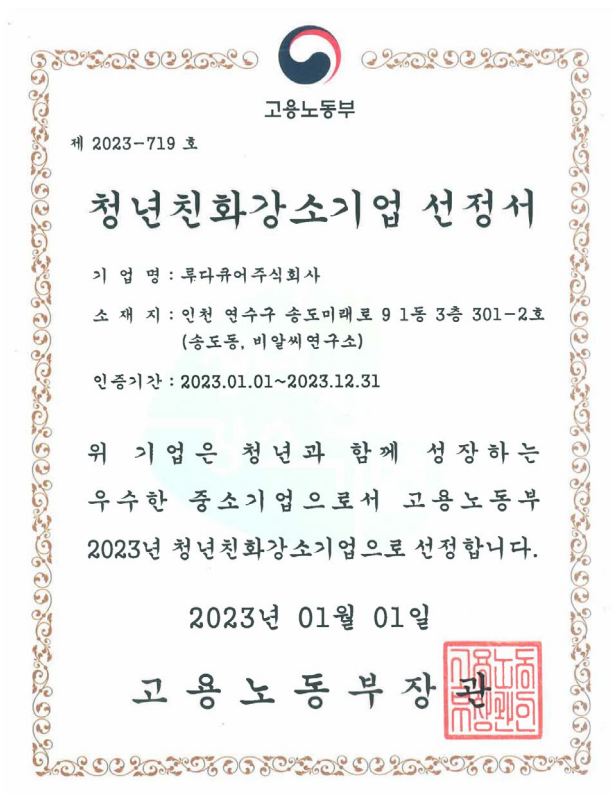 고용노동부
제 2023-719 호
청년친화강소기업 선정서
기 업 명 : 루다큐어주식회사
소 재 지 : 인천 연수구 송도미래로 9 1동 3층 301-2호
(송도동, 비알씨연구소)
인증기간 : 2023.01.01~2023.12.31
위 기업은 청년과 함께 성장하는
우수한 중소기업으로서 고용노동부
2023년 청년친화강소기업으로 선정합니다.
2023년 01월 01일
고용노동부장관